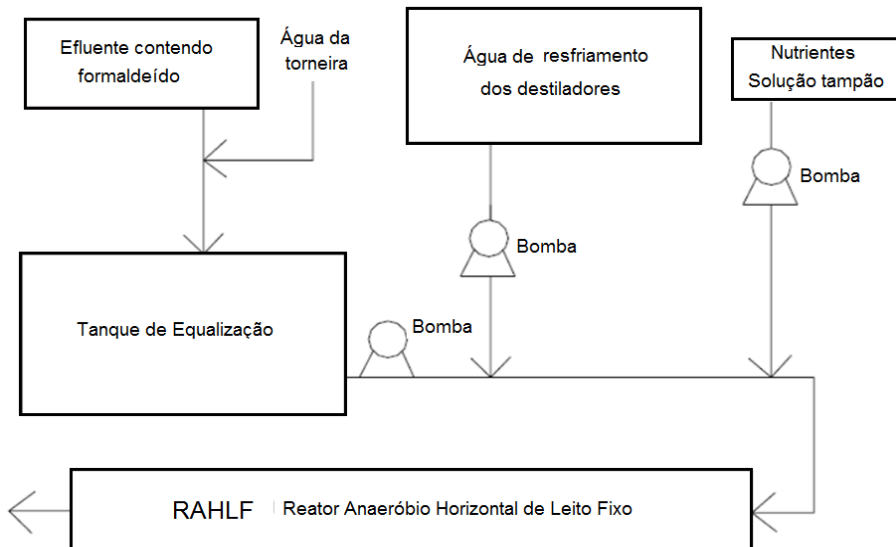 Efluente contendo
formaldeído
Água da
torneira
Água de resfriamento
dos destiladores
Nutrientes
Solução tampão
Bomba
Bomba
Tanque de Equalização
Bomba
RAHLF Reator Anaeróbio Horizontal de Leito Fixo